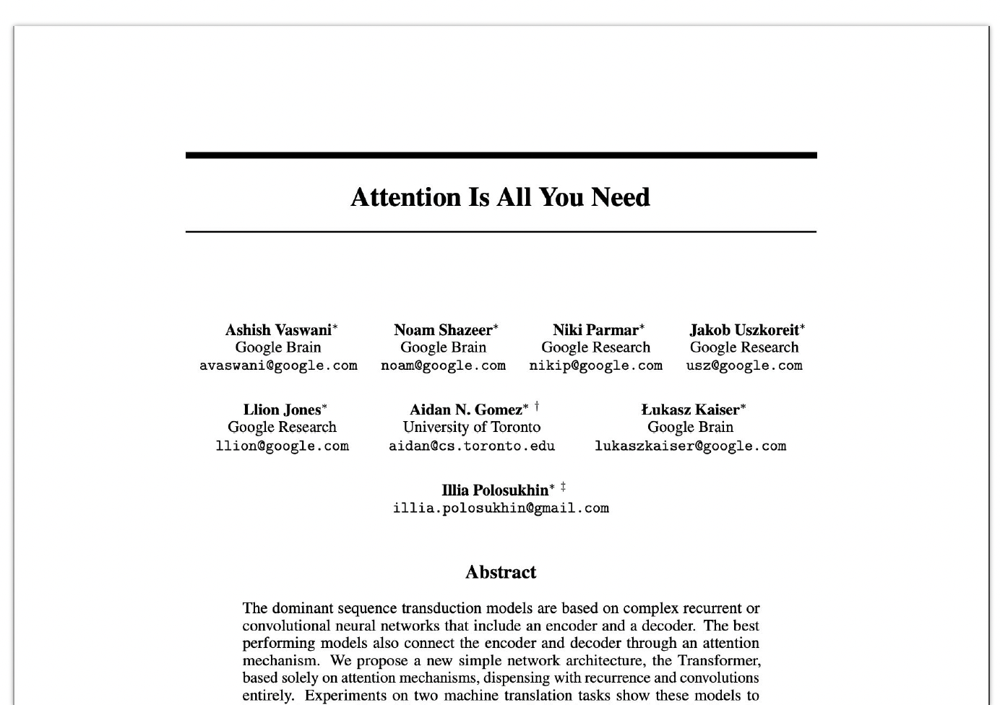 Attention Is All You Need
Ashish Vaswani* Noam Shazeer* Niki Parmar* Jakob Uszkoreit*
Google Brain Google Brain Google Research Google Research
avaswani@google.com noam@google.com nikip@google.com usz@google.com
Llion Jones* Aidan N. Gomez* † Łukasz Kaiser*
Google Research University of Toronto Google Brain
llion@google.com aidan@cs.toronto.edu lukaszkaiser@google.com
Illia Polosukhin* ‡
illia.polosukhin@gmail.com
Abstract
The dominant sequence transduction models are based on complex recurrent or
convolutional neural networks that include an encoder and a decoder. The best
performing models also connect the encoder and decoder through an attention
mechanism. We propose a new simple network architecture, the Transformer,
based solely on attention mechanisms, dispensing with recurrence and convolutions
entirely. Experiments on two machine translation tasks show these models to